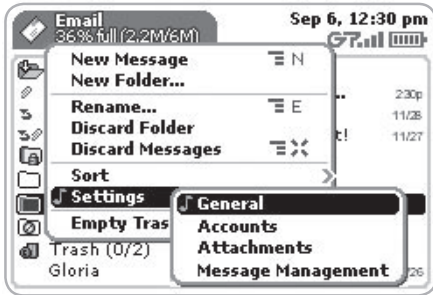 Email
36% full (2.2M/6M)
Sep 6, 12:30 pm
G
New Message N
New Folder...
Rename... E
Discard Folder
Discard Messages
Sort
Settings
Empty Tras
General
Accounts
Attachments
Message Management
...
2:30p
11/28
t!
11/27
Trash (0/2)
Gloria
/26